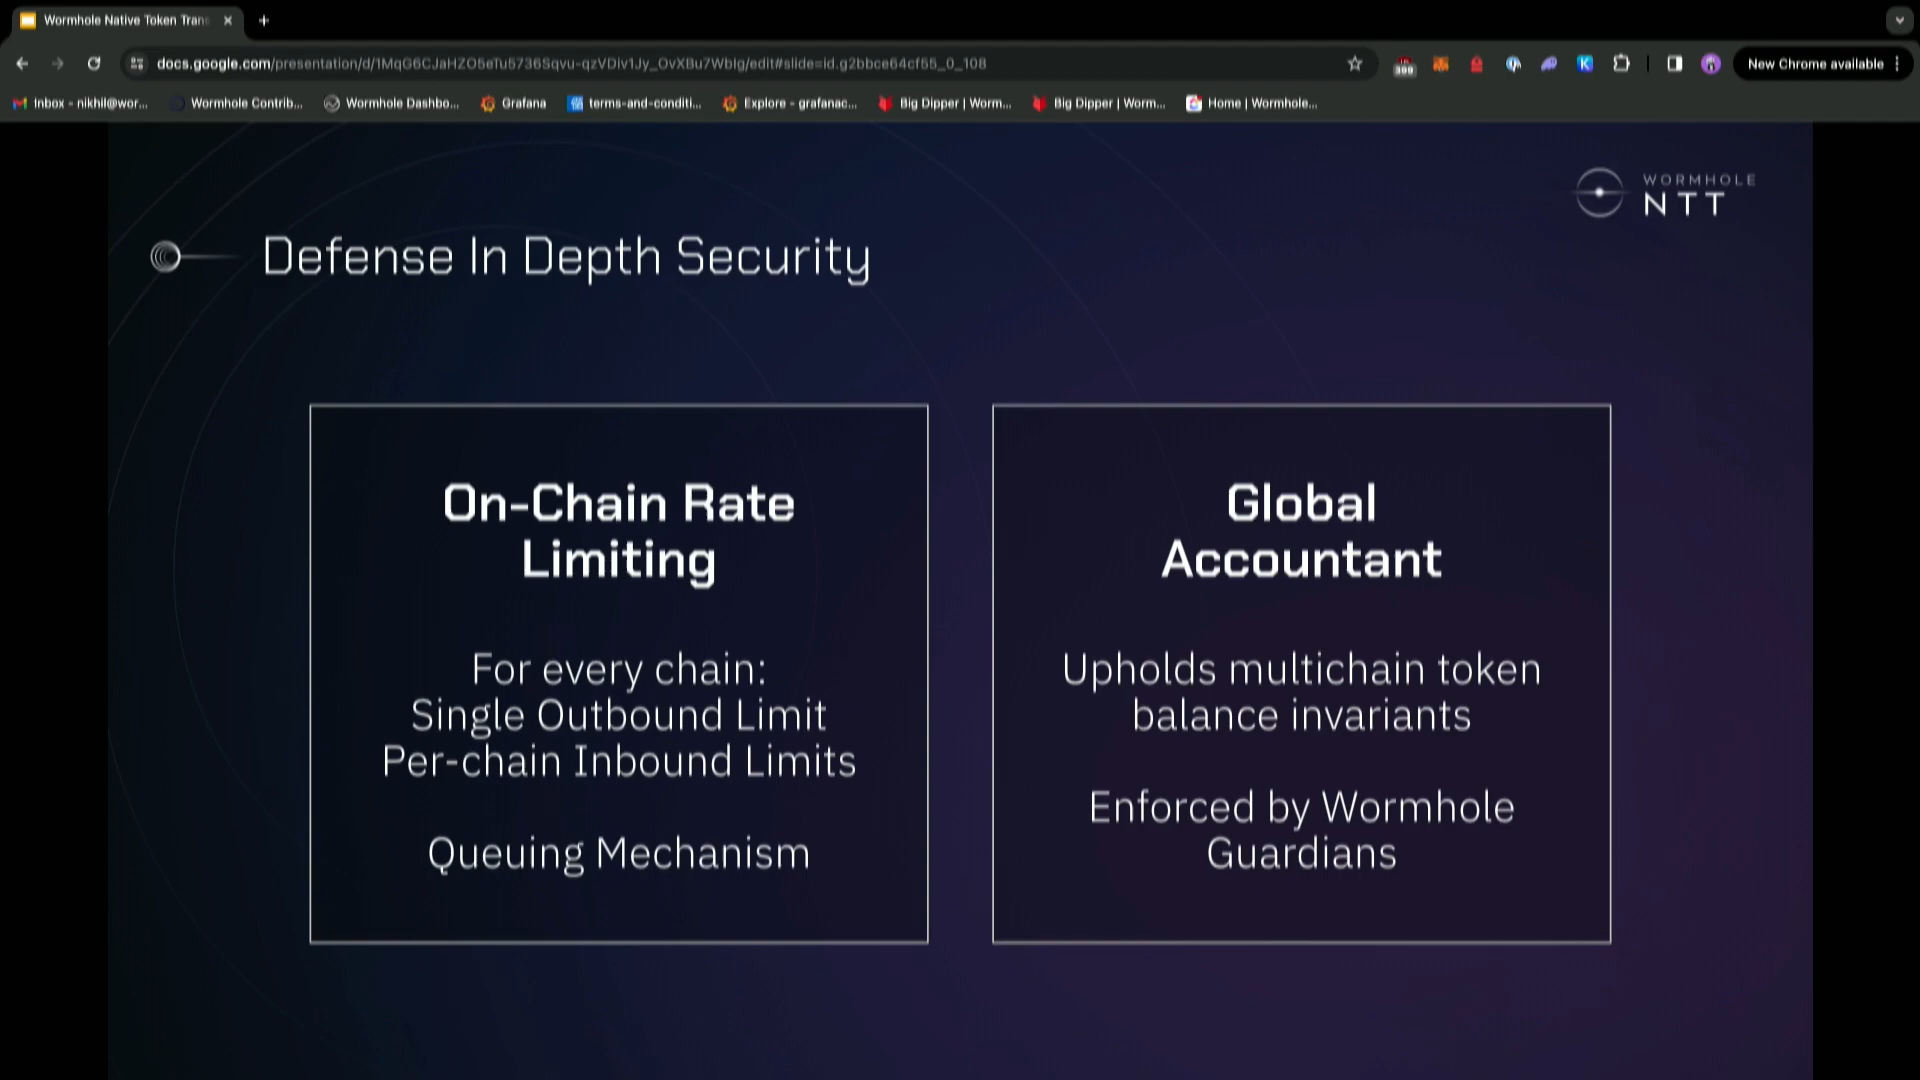 Wormhole Native Token Tran
docs.google.com/presentation/d/1MqG6CJaHZO5eTu5736Sqvu-qzVDiv1Jy_OvXBu7WbIg/edit#slide=id.g2bbce64cf55_0_108
399
New Chrome available
Inbox - nikhil@wor...
Wormhole Contrib...
Wormhole Dashbo...
Grafana
terms-and-conditi...
Explore - grafanac...
Big Dipper | Worm...
Big Dipper | Worm...
Home | Wormhole...
WORMHOLE
NTT
Defense In Depth Security
On-Chain Rate
Limiting
For every chain:
Single Outbound Limit
Per-chain Inbound Limits
Queuing Mechanism
Global
Accountant
Upholds multichain token
balance invariants
Enforced by Wormhole
Guardians